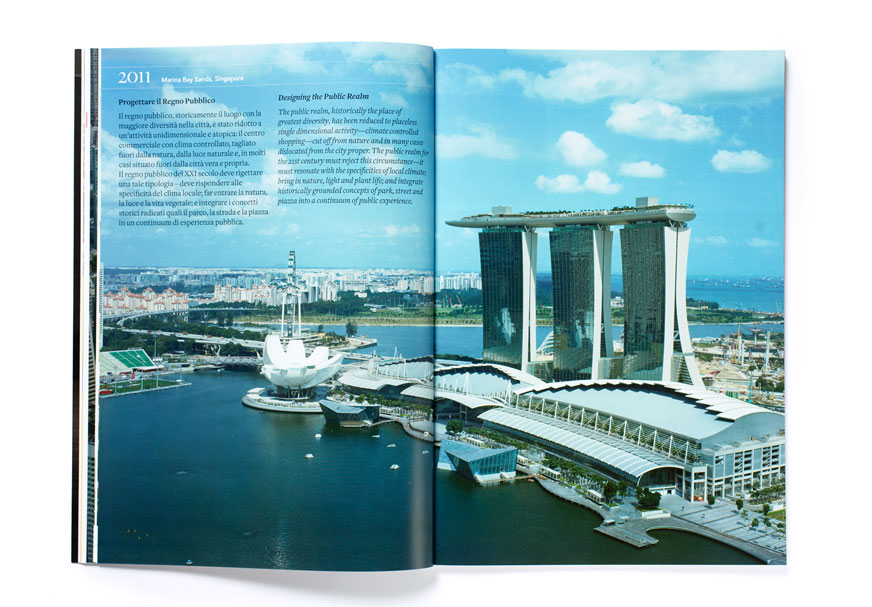 2011 Marina Bay Sands, Singapore
Progettare il Regno Pubblico
Il regno pubblico, storicamente il luogo con la
maggiore diversità nella città, è stato ridotto a
un'attività unidimensionale e atopica: il centro
commerciale con clima controllato, tagliato
fuori dalla natura, dalla luce naturale e, in molti
casi situato fuori dalla città vera e propria.
Il regno pubblico del XXI secolo deve rigettare
una tale tipologia – deve rispondere alle
specificità del clima locale; far entrare la natura,
la luce e la vita vegetale; e integrare i concetti
storici radicati quali il parco, la strada e la piazza
in un continuum di esperienza pubblica.
Designing the Public Realm
The public realm, historically the place of
greatest diversity, has been reduced to placeless
single dimensional activity—climate controlled
shopping—cut off from nature and in many cases
dislocated from the city proper. The public realm for
the 21st century must reject this circumstance—it
must resonate with the specificities of local climate;
bring in nature, light and plant life; and integrate
historically grounded concepts of park, street and
piazza into a continuum of public experience.